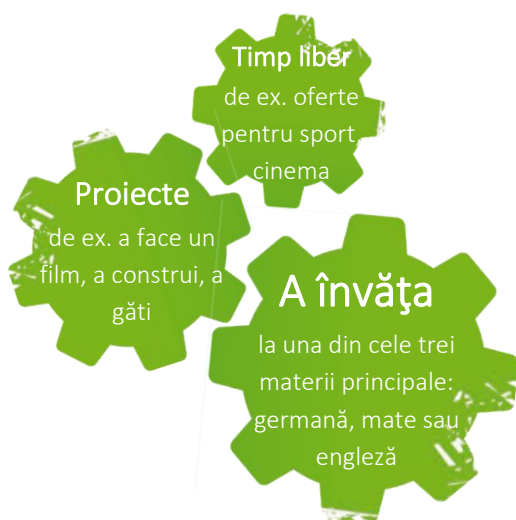 Timp liber
de ex. oferte
pentru sport,
cinema
Proiecte
de ex. a face un
film, a construi, a
găti
A învăţa
la una din cele trei
materii principale:
germană, mate sau
engleză